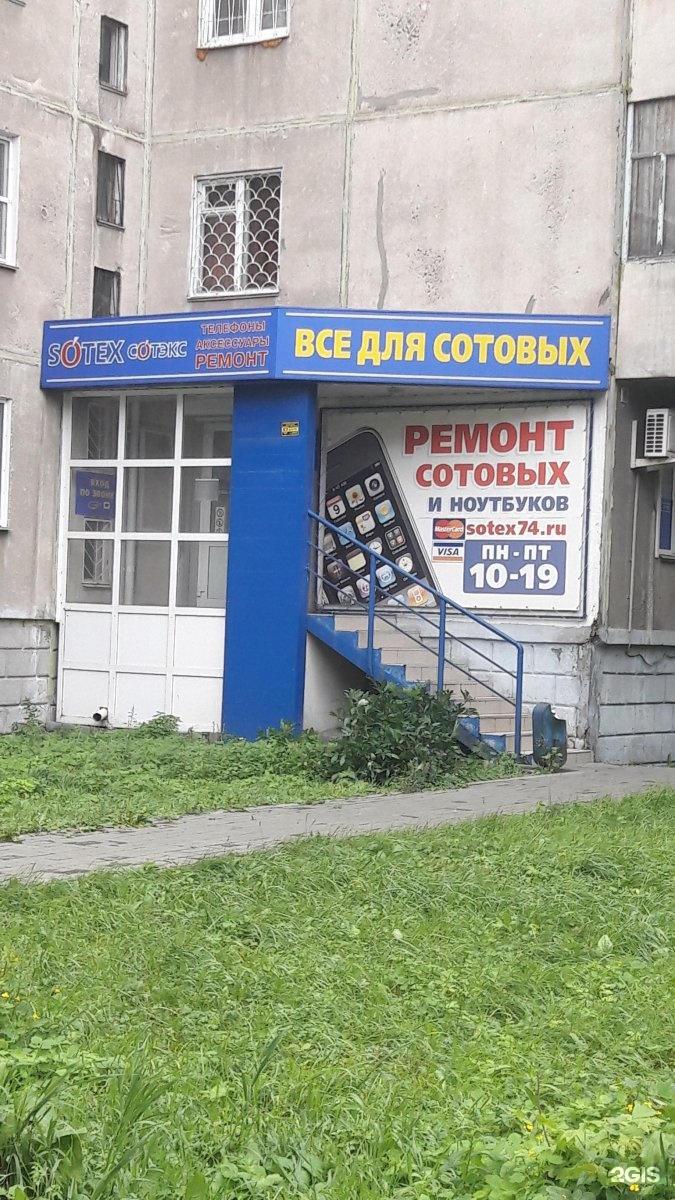 SOTEX СОТЭКС
ТЕЛЕФОНЫ
АКСЕССУАРЫ
РЕМОНТ
ВСЕ ДЛЯ СОТОВЫХ
ВХОД
ПО ЗВОНКУ
РЕМОНТ
СОТОВЫХ
И НОУТБУКОВ
MasterCard
sotex74.ru
VISA
ПН-ПТ
10-19
2GIS